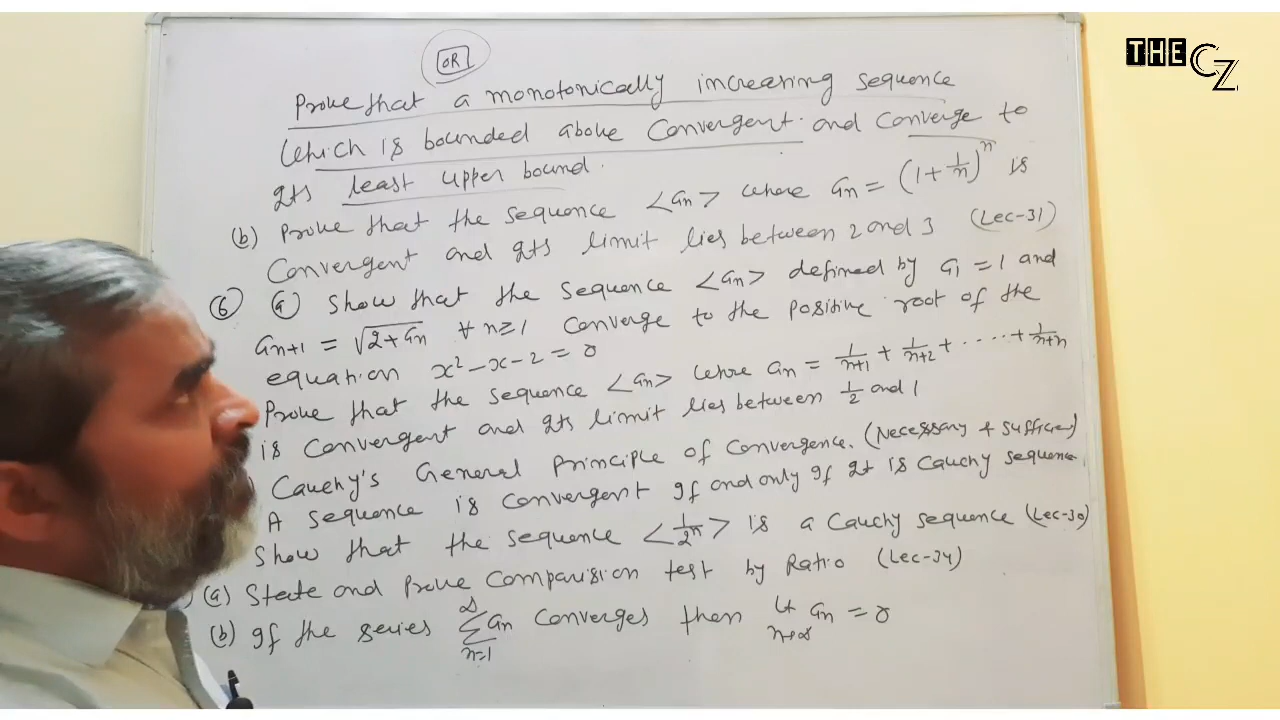 THE CZ
OR
Prove that a monotonically increasing sequence
which is bounded above Convergent. and Converge to
Its least upper bound.
(b) Prove that the sequence <an> where an = (1 + 1/n)^n is
Convergent and Its limit lies between 2 and 3 (Lec-31)
⑥ (a) Show that the sequence <an> defined by a1 = 1 and
an+1 = √2+an ∀ n≥1 Converge to the positive root of the
equation x² - x - 2 = 0
Prove that the sequence <an> where an = 1/n+1 + 1/n+2 + ..... + 1/n+n
is Convergent and Its limit lies between 1/2 and 1
Cauchy's General Principle of Convergence. (Necessary & Sufficien)
A sequence is Convergent If and only If It is Cauchy sequence
Show that the sequence <1/2^n> is a Cauchy sequence (Lec-30)
(a) State and Prove Comparision test by Ratio (Lec-34)
(b) If the series ∞Σn=1 an Converges then Lt n→∞ an = 0